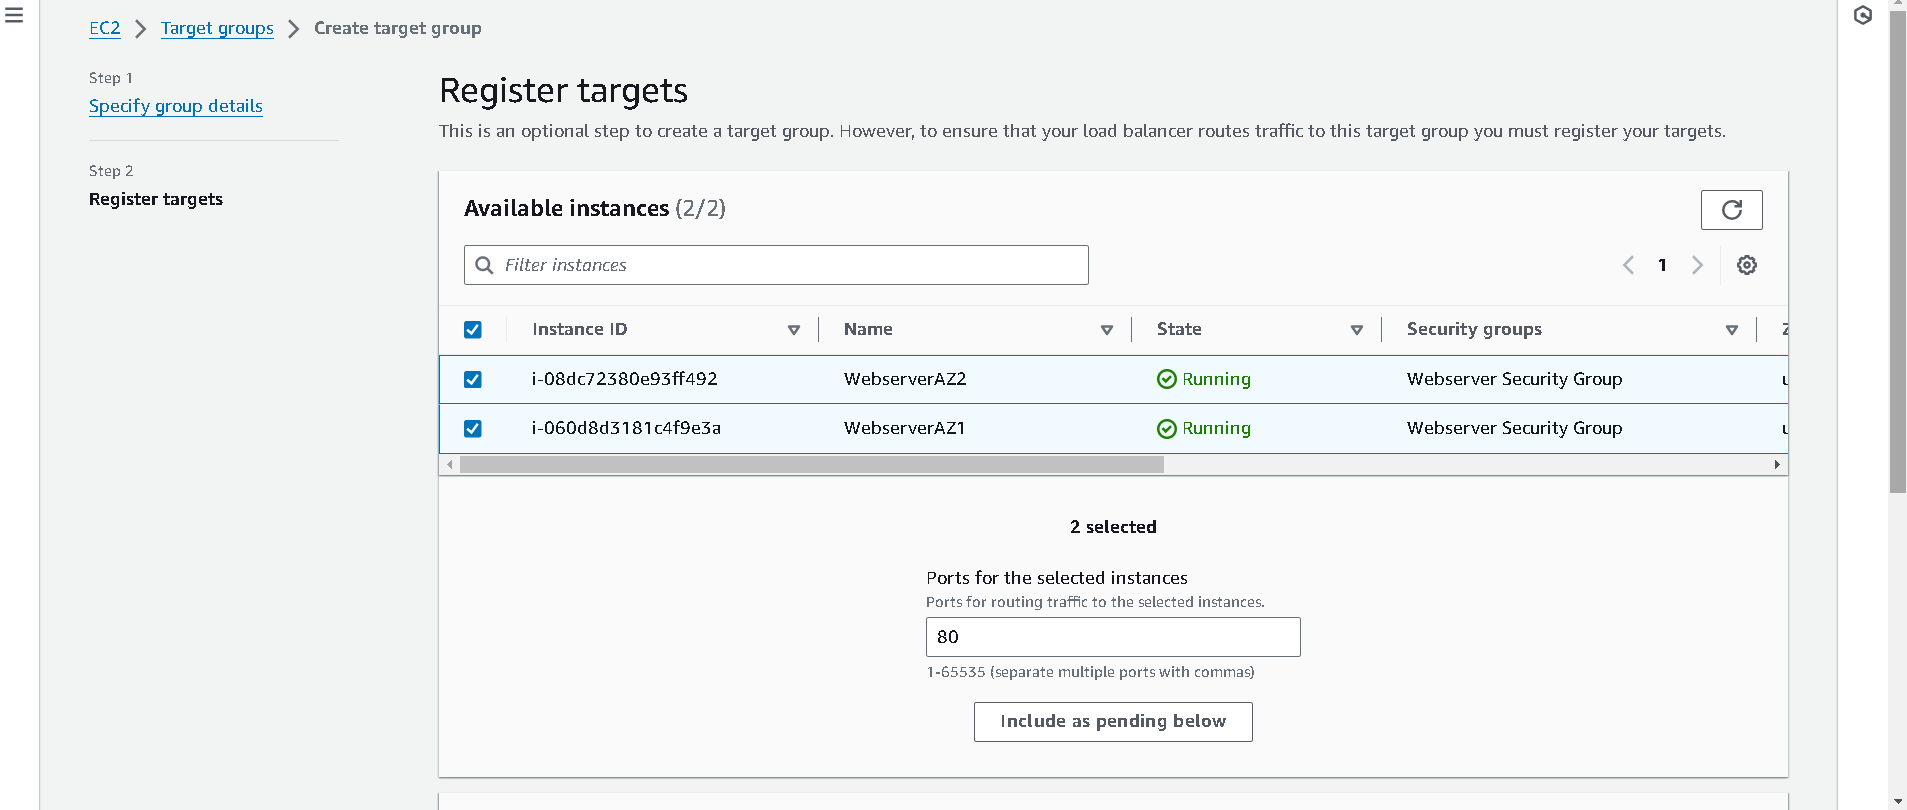 EC2 > Target groups > Create target group
Step 1
Specify group details
Step 2
Register targets
Register targets
This is an optional step to create a target group. However, to ensure that your load balancer routes traffic to this target group you must register your targets.
Available instances (2/2)
Filter instances
1
Instance ID Name State Security groups
i-08dc72380e93ff492 WebserverAZ2 Running Webserver Security Group
i-060d8d3181c4f9e3a WebserverAZ1 Running Webserver Security Group
2 selected
Ports for the selected instances
Ports for routing traffic to the selected instances.
80
1-65535 (separate multiple ports with commas)
Include as pending below